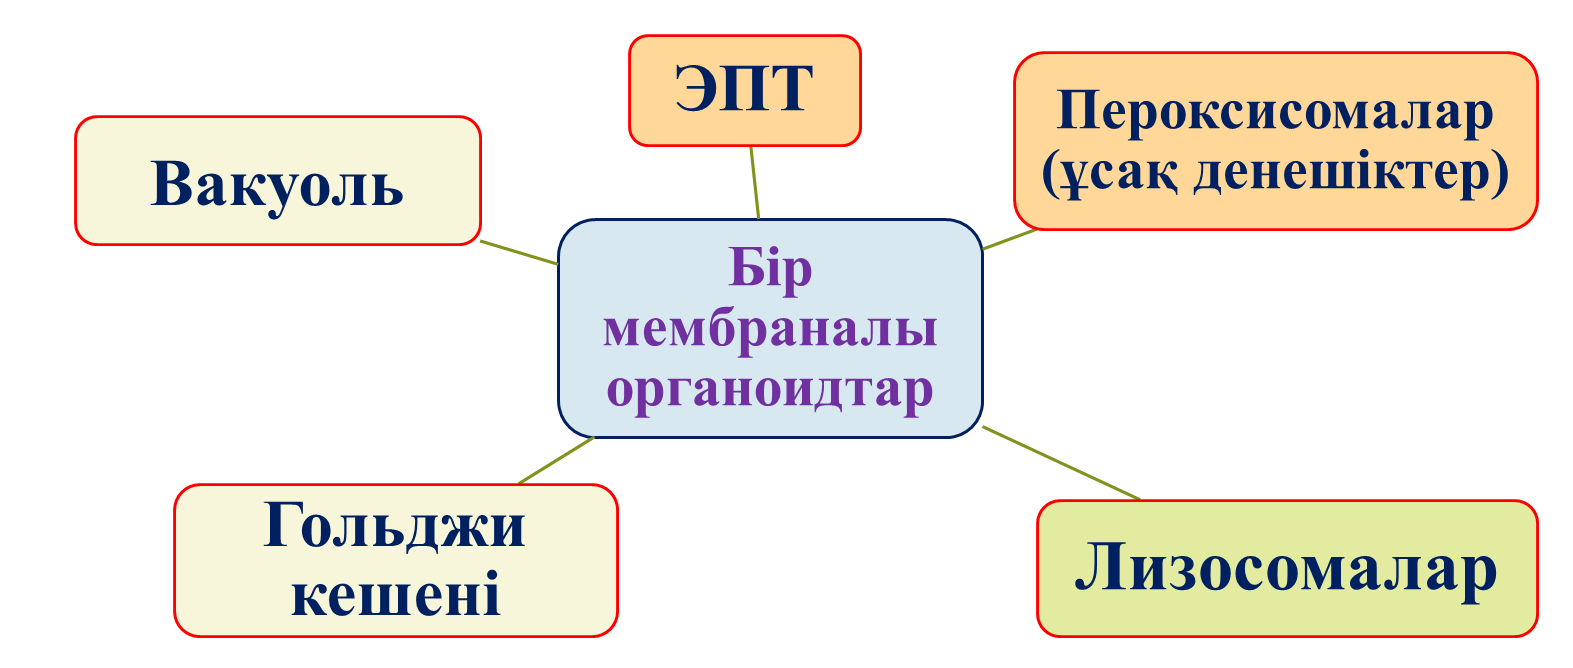 ЭПТ
Пероксисомалар
(ұсақ денешіктер)
Вакуоль
Бір
мембраналы
органоидтар
Гольджи
кешені
Лизосомалар